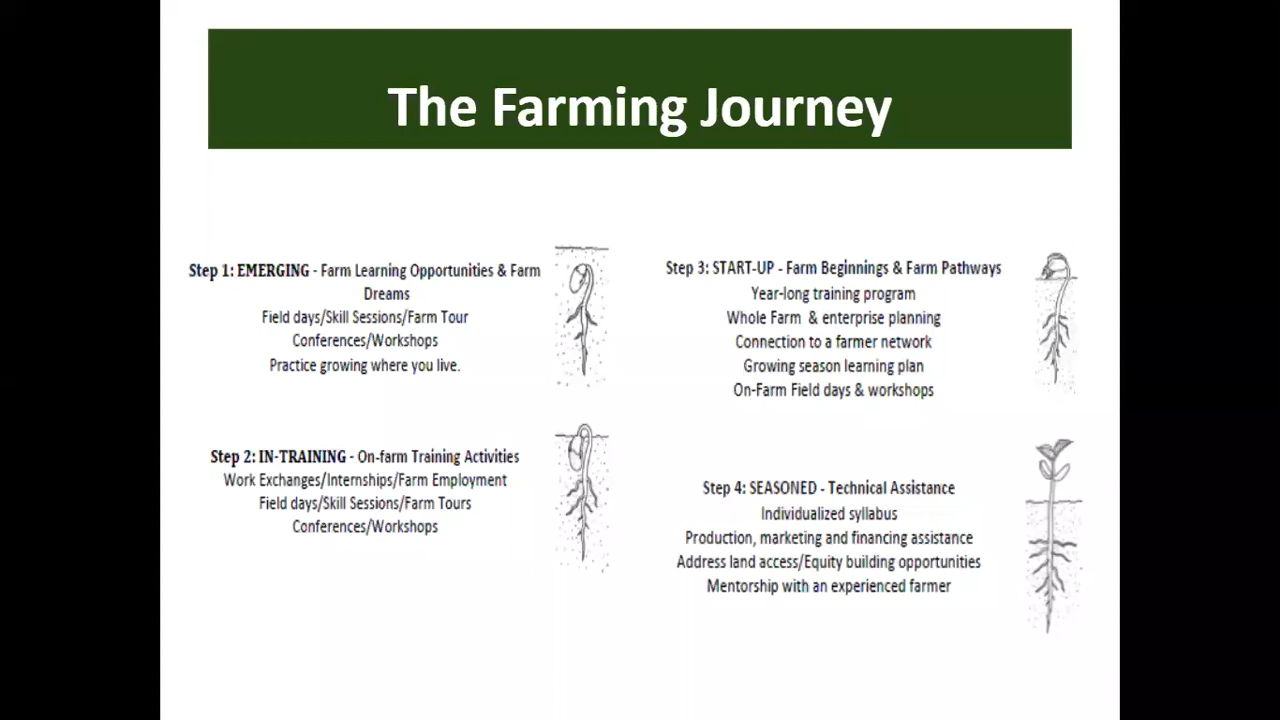 The Farming Journey
Step 1: EMERGING - Farm Learning Opportunities & Farm
Dreams
Field days/Skill Sessions/Farm Tour
Conferences/Workshops
Practice growing where you live.
Step 2: IN-TRAINING - On-farm Training Activities
Work Exchanges/Internships/Farm Employment
Field days/Skill Sessions/Farm Tours
Conferences/Workshops
Step 3: START-UP - Farm Beginnings & Farm Pathways
Year-long training program
Whole Farm & enterprise planning
Connection to a farmer network
Growing season learning plan
On-Farm Field days & workshops
Step 4: SEASONED - Technical Assistance
Individualized syllabus
Production, marketing and financing assistance
Address land access/Equity building opportunities
Mentorship with an experienced farmer